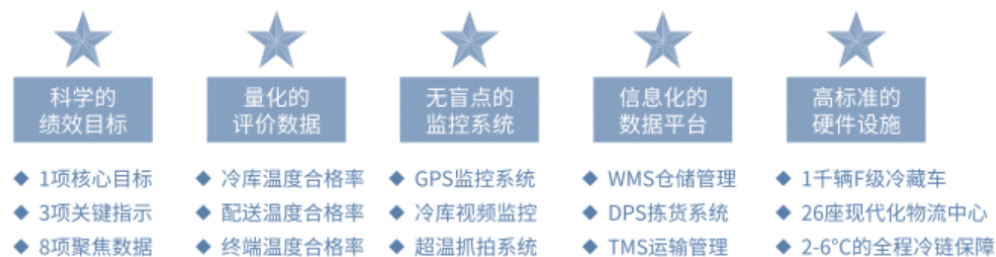 科学的
绩效目标
量化的
评价数据
无盲点的
监控系统
信息化的
数据平台
高标准的
硬件设施
1项核心目标
3项关键指示
8项聚焦数据
冷库温度合格率
配送温度合格率
终端温度合格率
GPS监控系统
冷库视频监控
超温抓拍系统
WMS仓储管理
DPS拣货系统
TMS运输管理
1千辆F级冷藏车
26座现代化物流中心
2-6℃的全程冷链保障